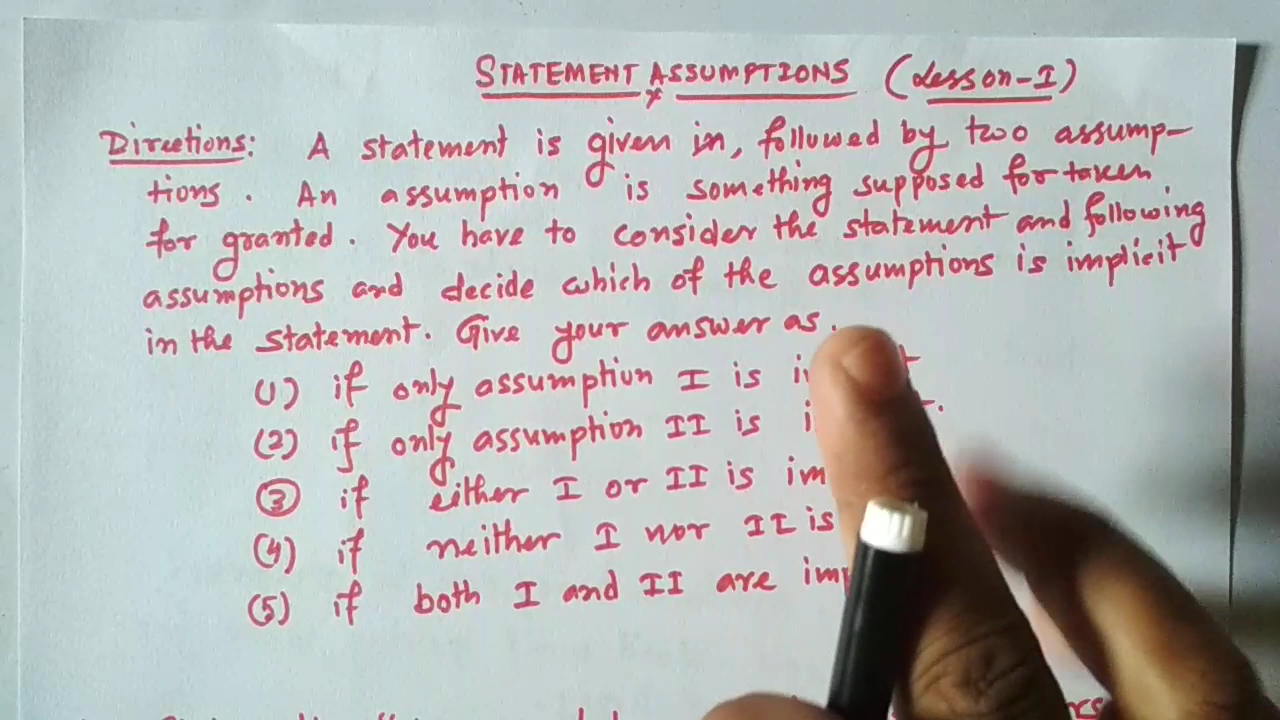 STATEMENT ASSUMPTIONS (Lesson-I)
Directions: A statement is given in, followed by two assump-
tions. An assumption is something supposed for taken
for granted. You have to consider the statement and following
assumptions and decide which of the assumptions is implicit
in the statement. Give your answer as.
(1) if only assumption I is
(2) if only assumption II is
(3) if either I or II is
(4) if neither I nor II is
(5) if both I and II are